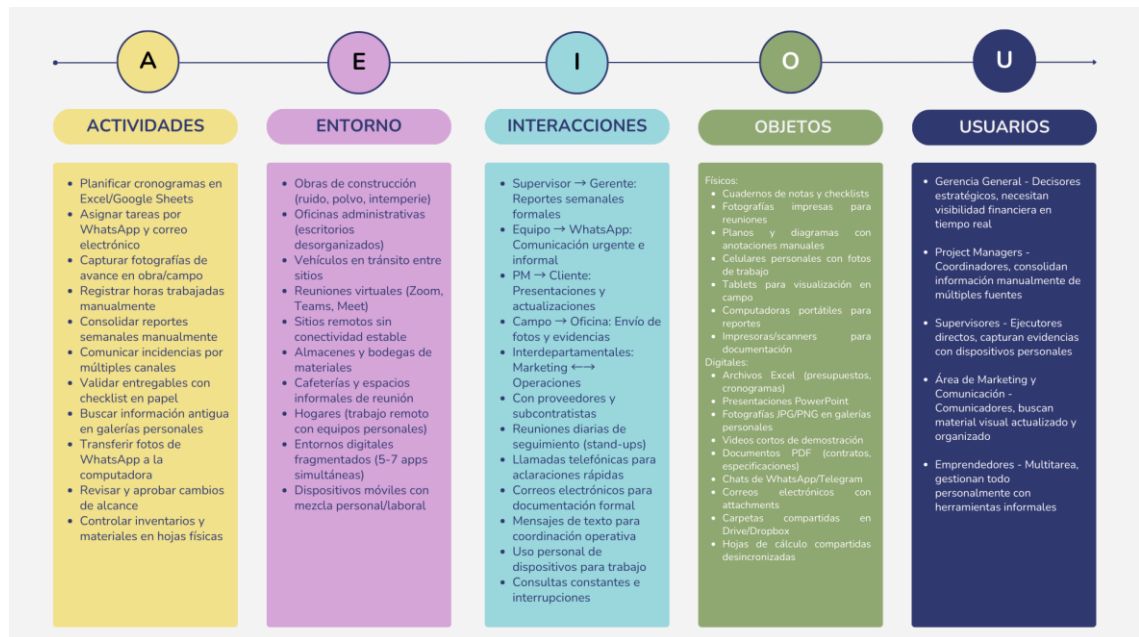 A
E
I
O
U
ACTIVIDADES
• Planificar cronogramas en
Excel/Google Sheets
• Asignar tareas por
WhatsApp y correo
electrónico
• Capturar fotografías de
avance en obra/campo
• Registrar horas trabajadas
manualmente
• Consolidar reportes
semanales manualmente
• Comunicar incidencias por
múltiples canales
• Validar entregables con
checklist en papel
• Buscar información antigua
en galerías personales
• Transferir fotos de
WhatsApp a la
computadora
• Revisar y aprobar cambios
de alcance
• Controlar inventarios y
materiales en hojas físicas
ENTORNO
• Obras de construcción
(ruido, polvo, intemperie)
• Oficinas administrativas
(escritorios
desorganizados)
• Vehículos en tránsito entre
sitios
• Reuniones virtuales (Zoom,
Teams, Meet)
• Sitios remotos sin
conectividad estable
• Almacenes y bodegas de
materiales
• Cafeterías y espacios
informales de reunión
• Hogares (trabajo remoto
con equipos personales)
• Entornos digitales
fragmentados (5-7 apps
simultáneas)
• Dispositivos móviles con
mezcla personal/laboral
INTERACCIONES
• Supervisor → Gerente:
Reportes semanales
formales
• Equipo → WhatsApp:
Comunicación urgente e
informal
• PM → Cliente:
Presentaciones y
actualizaciones
• Campo → Oficina: Envío de
fotos y evidencias
• Interdepartamentales:
Marketing ←→
Operaciones
• Con proveedores y
subcontratistas
• Reuniones diarias de
seguimiento (stand-ups)
• Llamadas telefónicas para
aclaraciones rápidas
• Correos electrónicos para
documentación formal
• Mensajes de texto para
coordinación operativa
• Uso personal de
dispositivos para trabajo
• Consultas constantes e
interrupciones
OBJETOS
Físicos:
• Cuadernos de notas y checklists
• Fotografías impresas para
reuniones
• Planos y diagramas con
anotaciones manuales
• Celulares personales con fotos
de trabajo
• Tablets para visualización en
campo
• Computadoras portátiles para
reportes
• Impresoras/scanners para
documentación
Digitales:
• Archivos Excel (presupuestos,
cronogramas)
• Presentaciones PowerPoint
• Fotografías JPG/PNG en galerías
personales
• Videos cortos de demostración
• Documentos PDF (contratos,
especificaciones)
• Chats de WhatsApp/Telegram
• Correos electrónicos con
attachments
• Carpetas compartidas en
Drive/Dropbox
• Hojas de cálculo compartidas
desincronizadas
USUARIOS
• Gerencia General - Decisores
estratégicos, necesitan
visibilidad financiera en
tiempo real
• Project Managers -
Coordinadores, consolidan
información manualmente de
múltiples fuentes
• Supervisores - Ejecutores
directos, capturan evidencias
con dispositivos personales
• Área de Marketing y
Comunicación -
Comunicadores, buscan
material visual actualizado y
organizado
• Emprendedores - Multitarea,
gestionan todo
personalmente con
herramientas informales